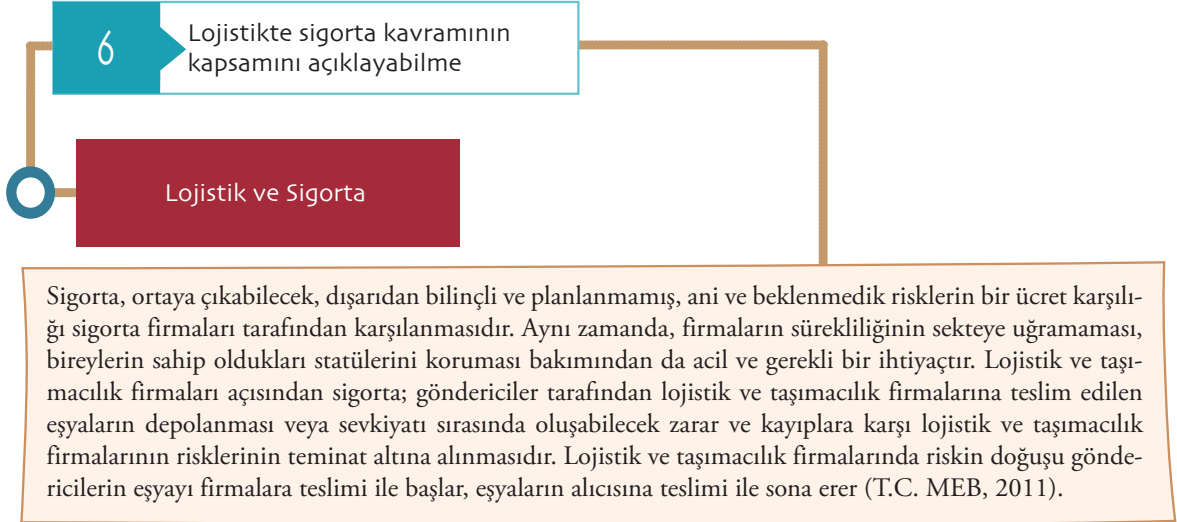 6
Lojistikte sigorta kavramının
kapsamını açıklayabilme
Lojistik ve Sigorta
Sigorta, ortaya çıkabilecek, dışarıdan bilinçli ve planlanmamış, ani ve beklenmedik risklerin bir ücret karşılı-
ğı sigorta firmaları tarafından karşılanmasıdır. Aynı zamanda, firmaların sürekliliğinin sekteye uğramaması,
bireylerin sahip oldukları statülerini koruması bakımından da acil ve gerekli bir ihtiyaçtır. Lojistik ve taşı-
macılık firmaları açısından sigorta; göndericiler tarafından lojistik ve taşımacılık firmalarına teslim edilen
eşyaların depolanması veya sevkiyatı sırasında oluşabilecek zarar ve kayıplara karşı lojistik ve taşımacılık
firmalarının risklerinin teminat altına alınmasıdır. Lojistik ve taşımacılık firmalarında riskin doğuşu gönde-
ricilerin eşyayı firmalara teslimi ile başlar, eşyaların alıcısına teslimi ile sona erer (T.C. MEB, 2011).